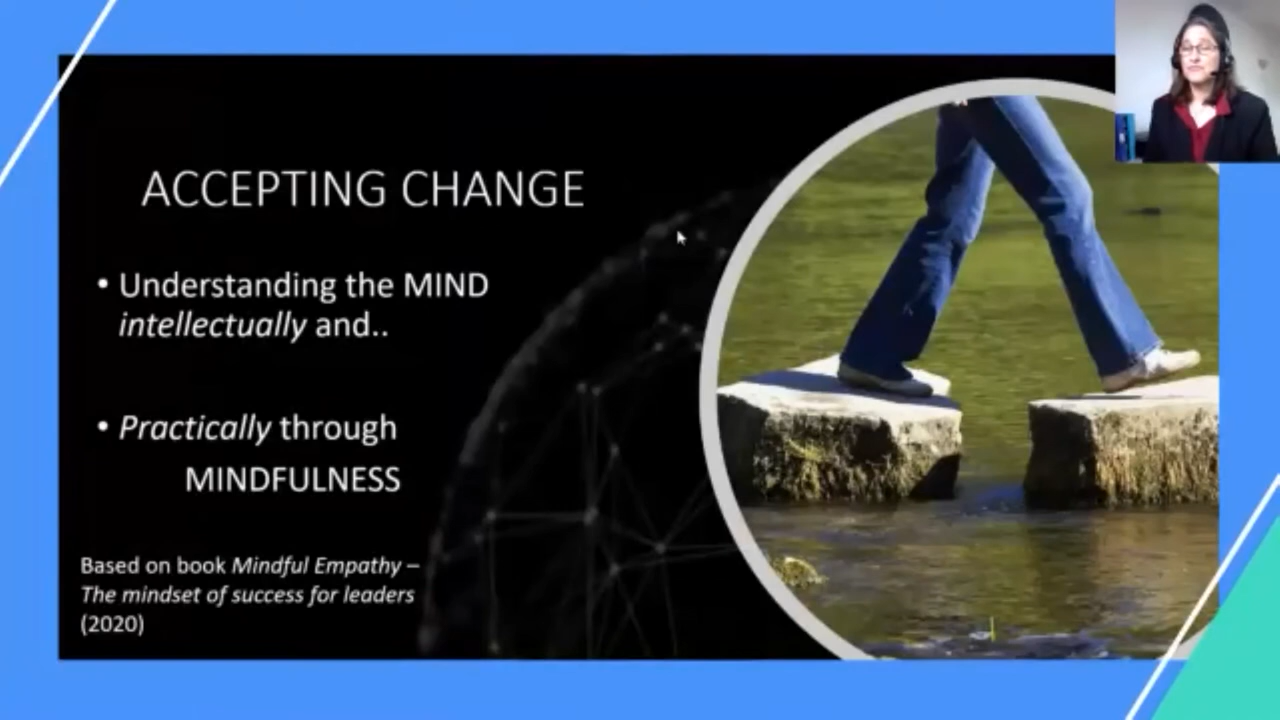 ACCEPTING CHANGE
• Understanding the MIND
intellectually and..
• Practically through
MINDFULNESS
Based on book Mindful Empathy –
The mindset of success for leaders
(2020)